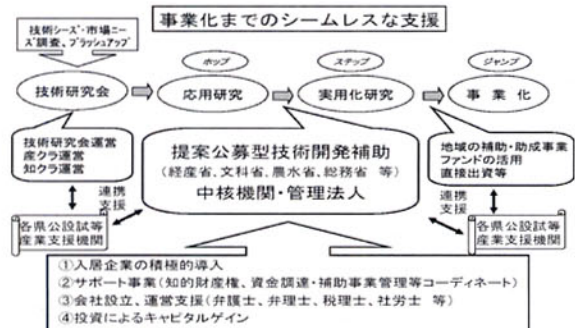 事業化までのシームレスな支援
技術シーズ・市場ニー
ズ調査、ブラッシュアップ
ホップ
ステップ
ジャンプ
技術研究会
応用研究
実用化研究
事業化
技術研究会運営
産クラ運営
知クラ運営
提案公募型技術開発補助
(経産省、文科省、農水省、総務省 等)
中核機関・管理法人
地域の補助・助成事業
ファンドの活用
直接出資等
連携
支援
連携
支援
各県公設試等
産業支援機関
各県公設試等
産業支援機関
①入居企業の積極的導入
②サポート事業(知的財産権、資金調達・補助事業管理等コーディネート)
③会社設立、運営支援(弁護士、弁理士、税理士、社労士 等)
④投資によるキャピタルゲイン